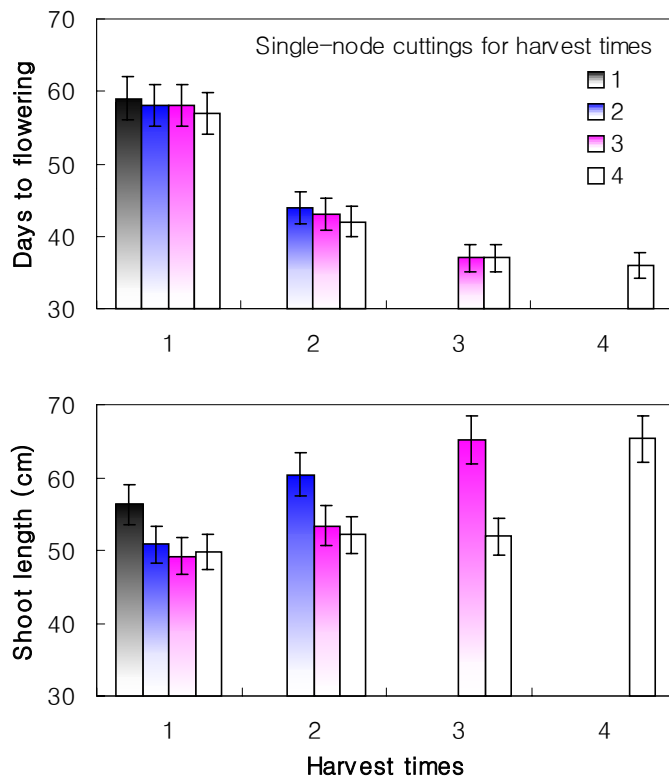 70
60
50
40
30
Days to flowering
Single-node cuttings for harvest times
1
2
3
4
1 2 3 4
70
60
50
40
30
Shoot length (cm)
1 2 3 4
Harvest times